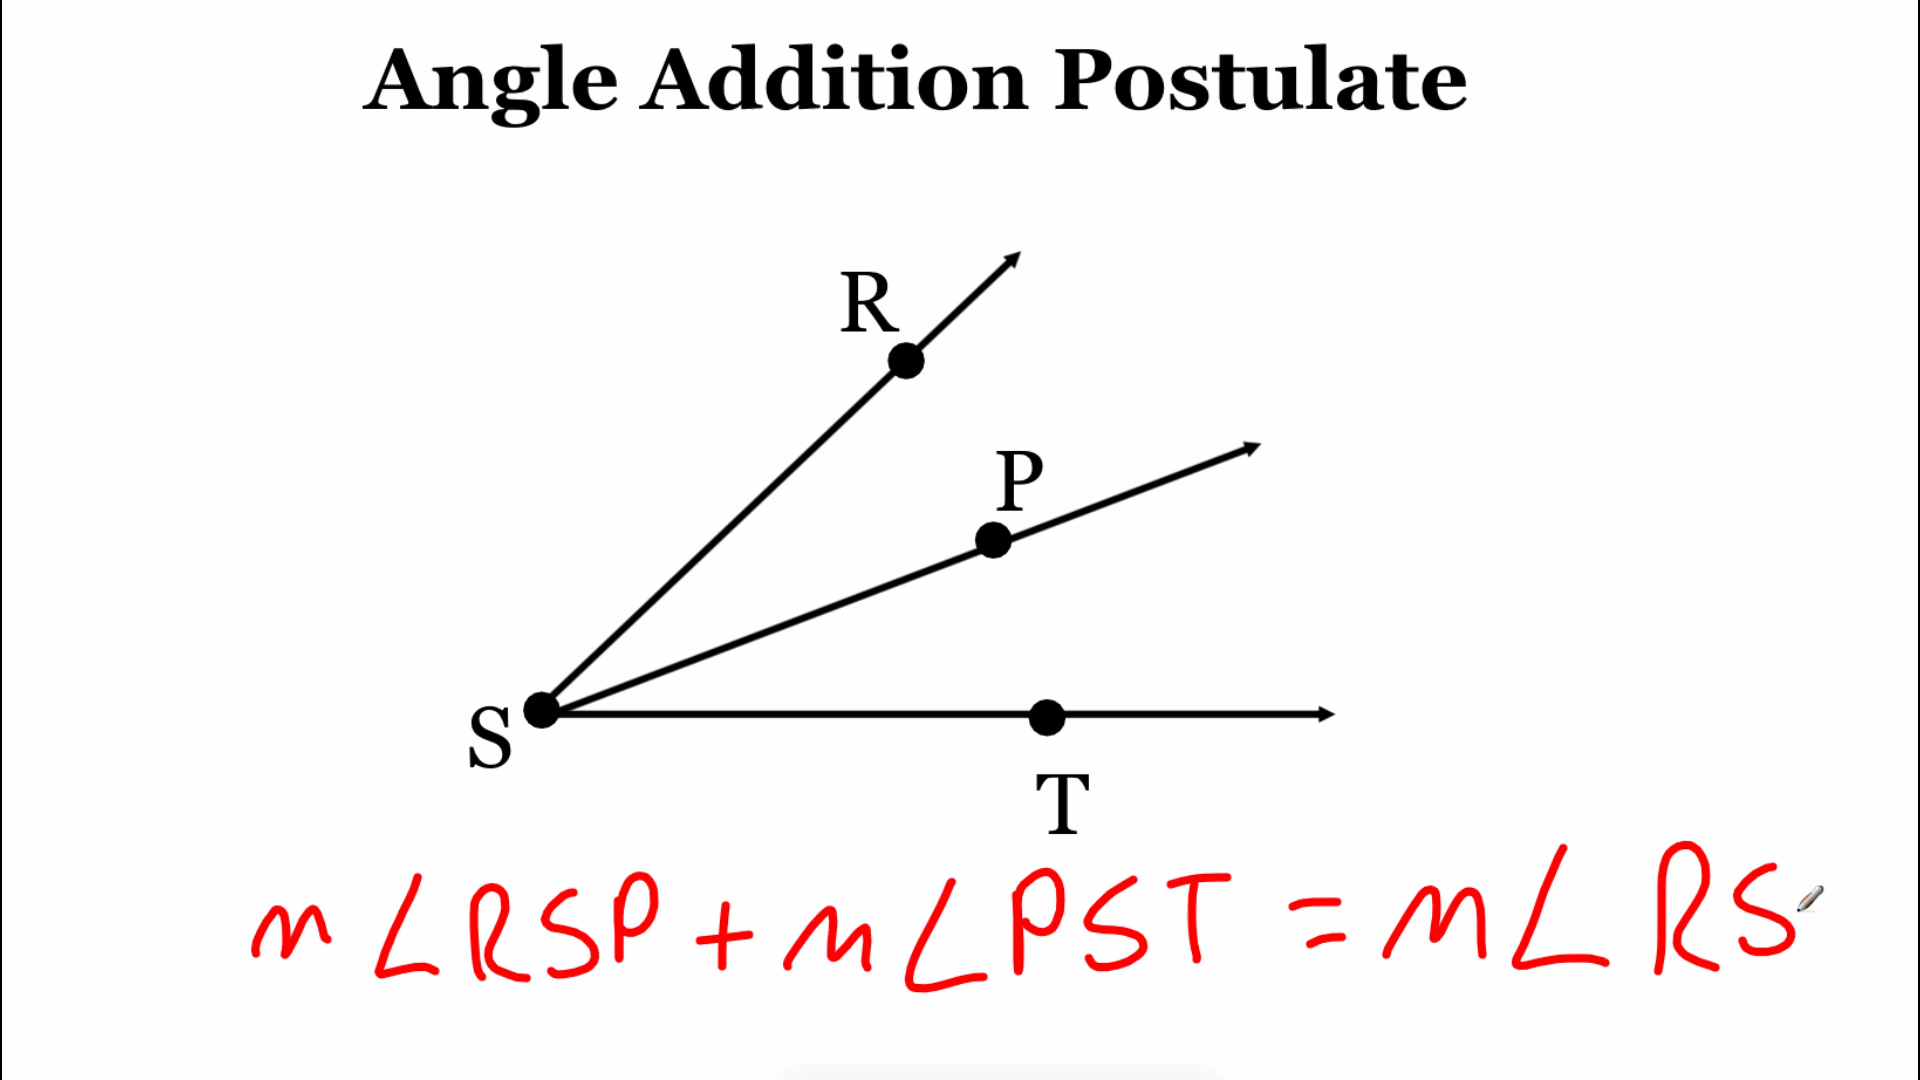 Angle Addition Postulate
R
P
S
T
m∠RSP + m∠PST = m∠RS